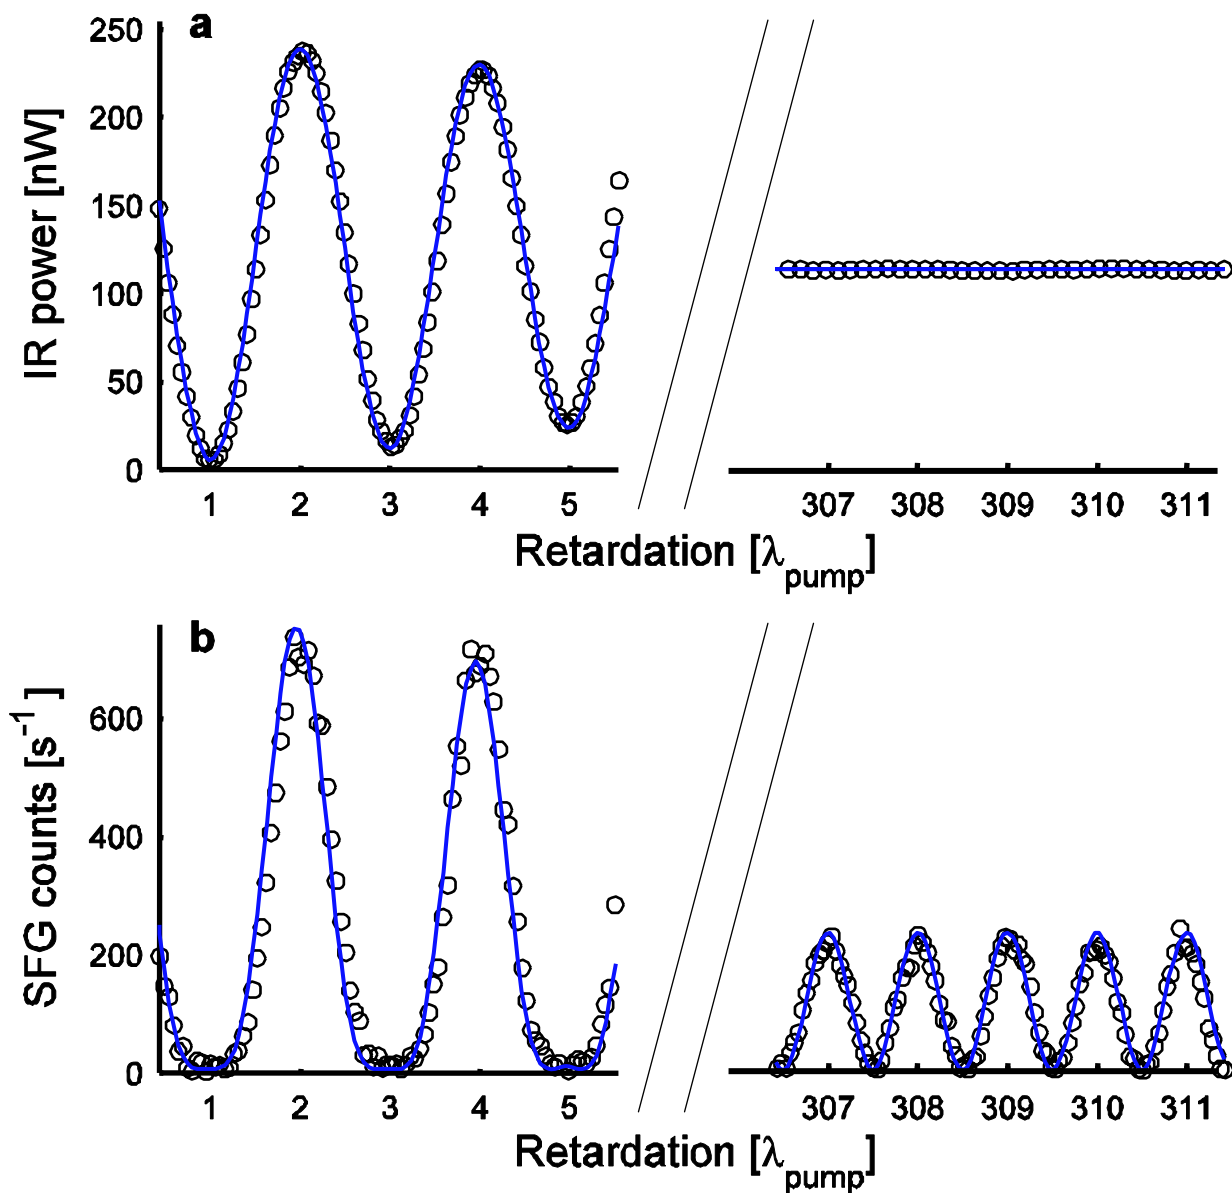 a
IR power [nW]
250
200
150
100
50
0
1 2 3 4 5 307 308 309 310 311
Retardation [λpump]
b
SFG counts [s⁻¹]
600
400
200
0
1 2 3 4 5 307 308 309 310 311
Retardation [λpump]